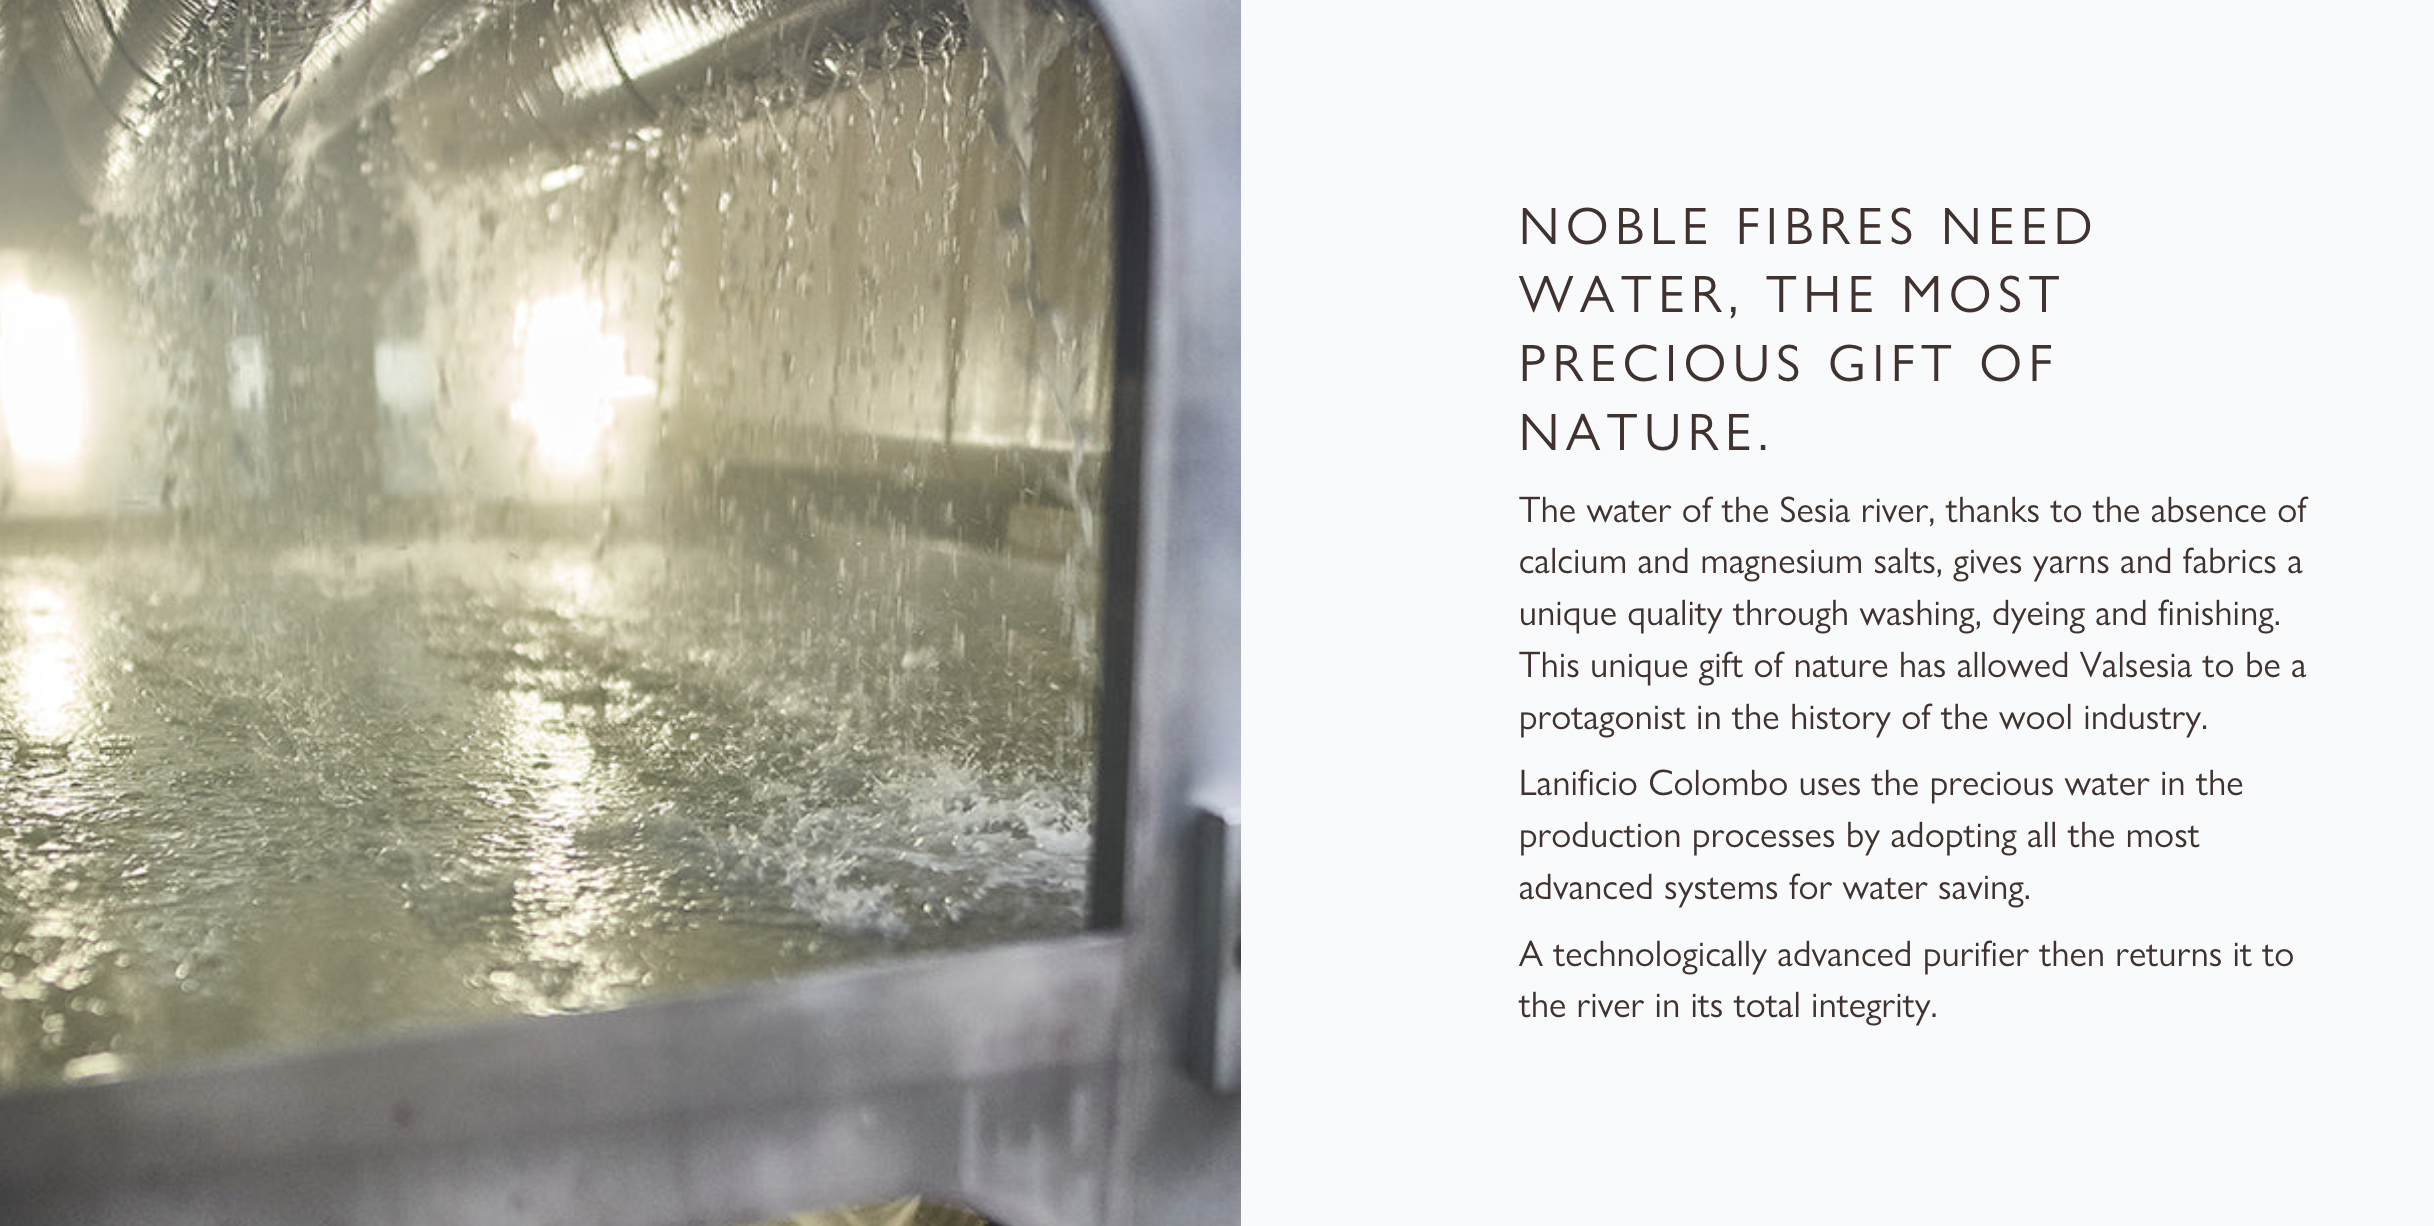 NOBLE FIBRES NEED
WATER, THE MOST
PRECIOUS GIFT OF
NATURE.
The water of the Sesia river, thanks to the absence of
calcium and magnesium salts, gives yarns and fabrics a
unique quality through washing, dyeing and finishing.
This unique gift of nature has allowed Valsesia to be a
protagonist in the history of the wool industry.
Lanificio Colombo uses the precious water in the
production processes by adopting all the most
advanced systems for water saving.
A technologically advanced purifier then returns it to
the river in its total integrity.